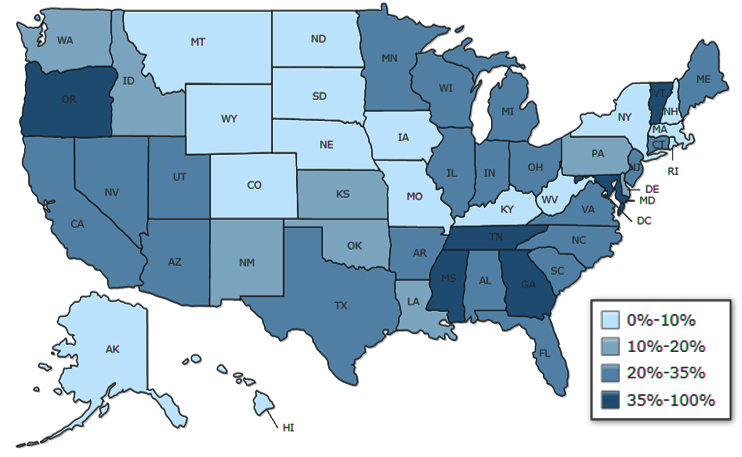 WA
MT
ND
MN
ME
ID
OR
SD
WI
MI
VT
NH
NY
MA
CT
RI
WY
IA
NE
PA
NJ
NV
UT
CO
IL
IN
OH
DE
MD
DC
KS
MO
KY
WV
VA
CA
OK
TN
NC
AZ
NM
AR
SC
MS
AL
GA
LA
TX
FL
AK
HI
0%-10%
10%-20%
20%-35%
35%-100%